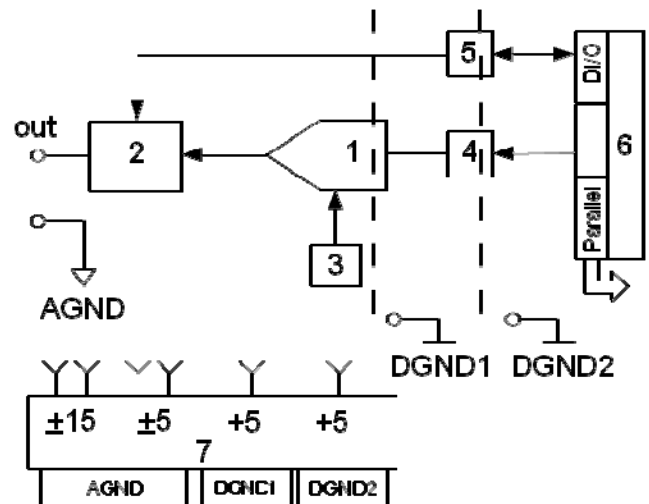 5
DI/O
out
2
1
4
6
Parallel
3
AGND
DGND1
DGND2
±15
±5
+5
+5
7
AGND
DGNC1
DGND2